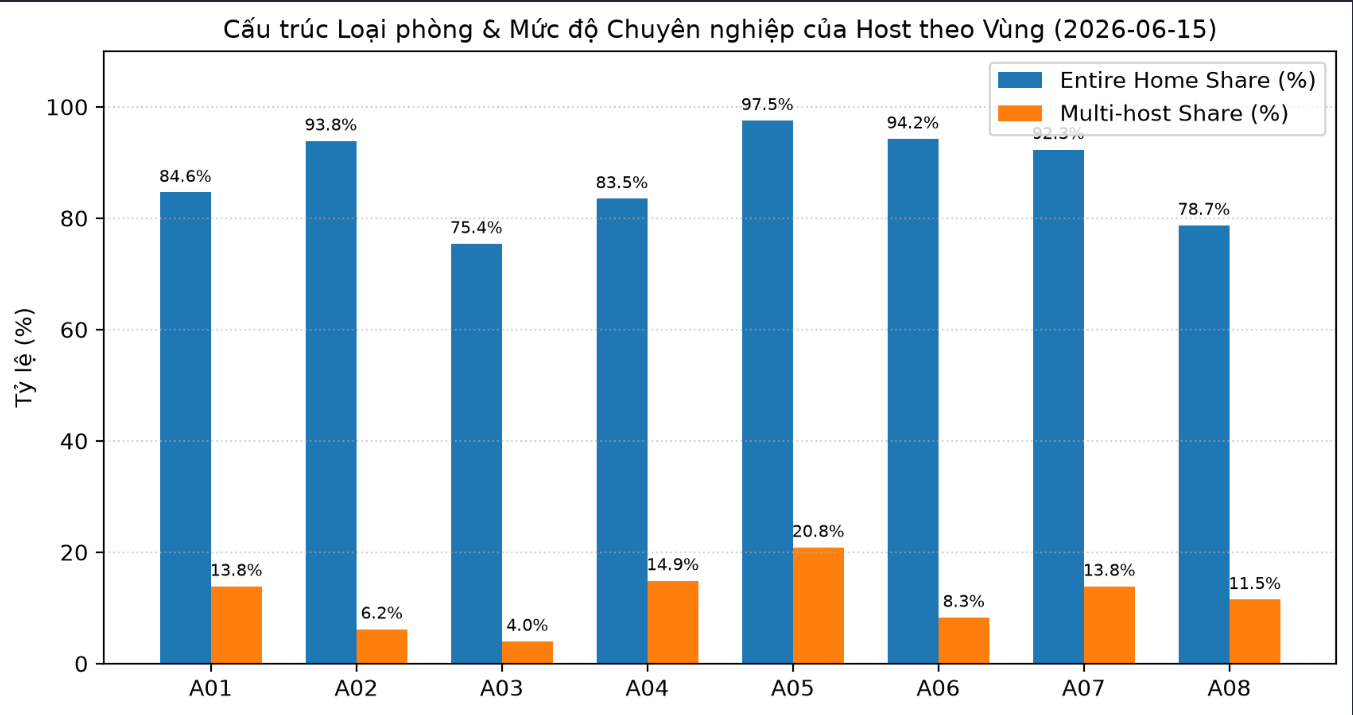 Cấu trúc Loại phòng & Mức độ Chuyên nghiệp của Host theo Vùng (2026-06-15)
Entire Home Share (%)
Multi-host Share (%)
Tỷ lệ (%)
100
80
60
40
20
0
84.6%
13.8%
93.8%
6.2%
75.4%
4.0%
83.5%
14.9%
97.5%
20.8%
94.2%
8.3%
92.3%
13.8%
78.7%
11.5%
A01
A02
A03
A04
A05
A06
A07
A08